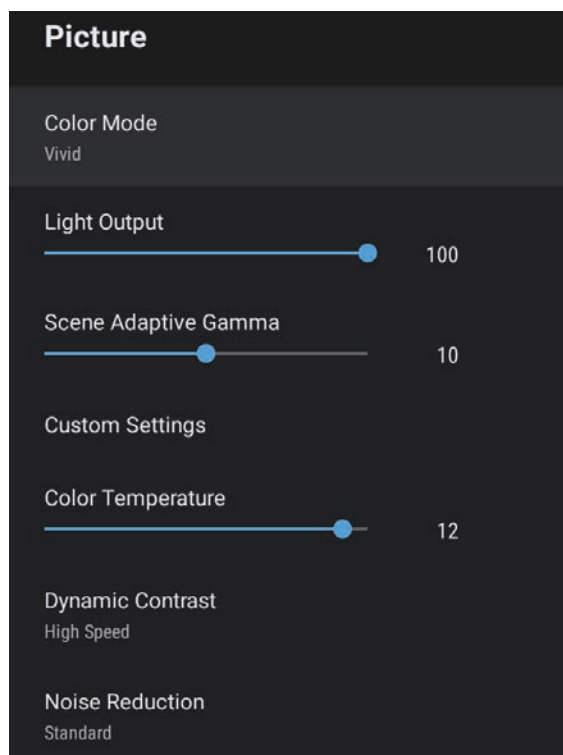 Picture
Color Mode
Vivid
Light Output
100
Scene Adaptive Gamma
10
Custom Settings
Color Temperature
12
Dynamic Contrast
High Speed
Noise Reduction
Standard